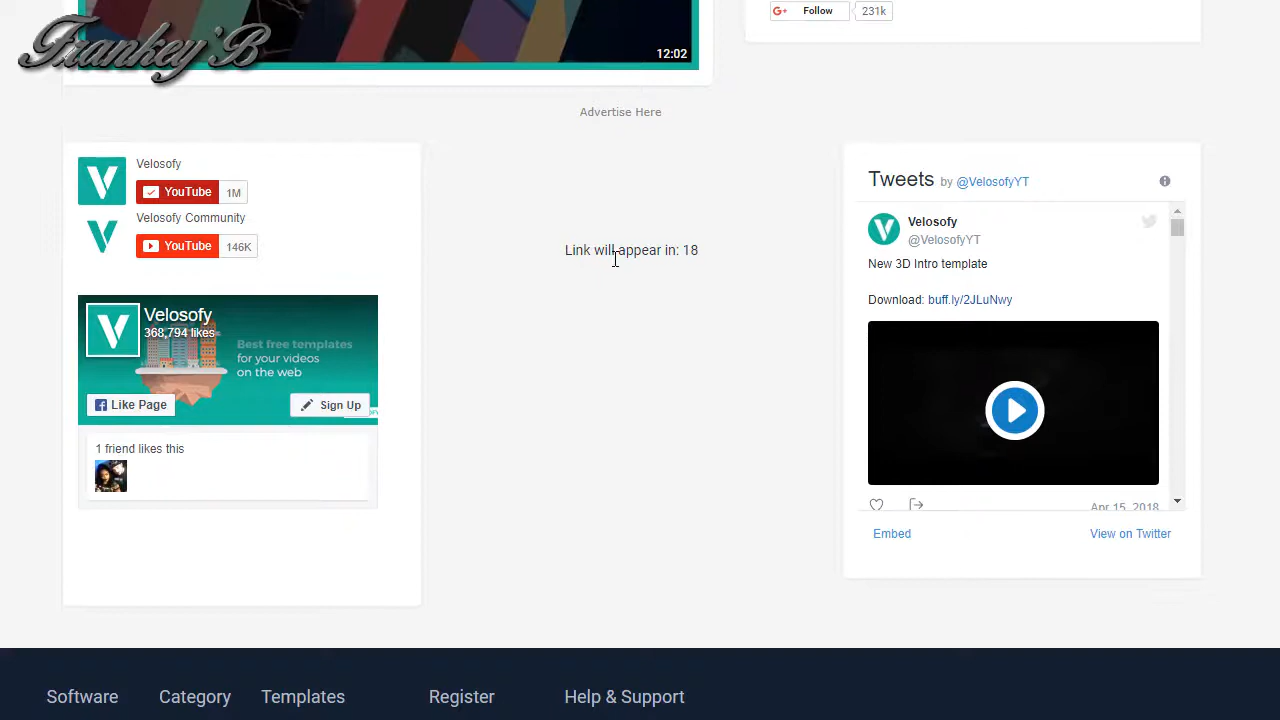 Frankey'B
12:02
G+ Follow 231k
Advertise Here
Velosofy
YouTube 1M
Velosofy Community
YouTube 146K
Link will appear in: 18
Velosofy
368,794 likes
Best free templates
for your videos
on the web
Like Page
Sign Up
1 friend likes this
Tweets by @VelosofyYT
Velosofy
@VelosofyYT
New 3D Intro template
Download: buff.ly/2JLuNwy
Apr 15, 2018
Embed
View on Twitter
Software
Category
Templates
Register
Help & Support